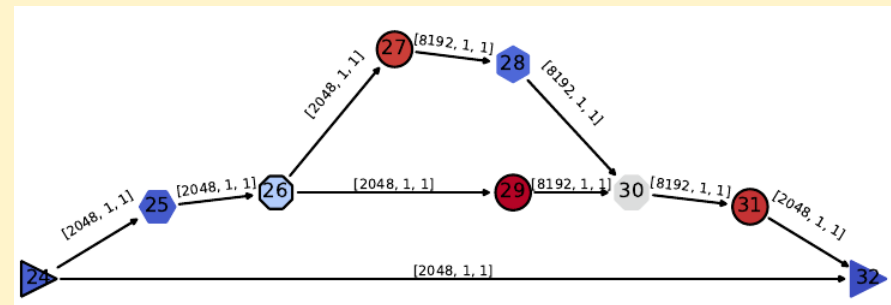 27
[8192, 1, 1]
28
[2048, 1, 1]
[8192, 1, 1]
[2048, 1, 1]
25
[2048, 1, 1]
26
[2048, 1, 1]
29
[8192, 1, 1]
30
[8192, 1, 1]
31
[2048, 1, 1]
24
[2048, 1, 1]
32